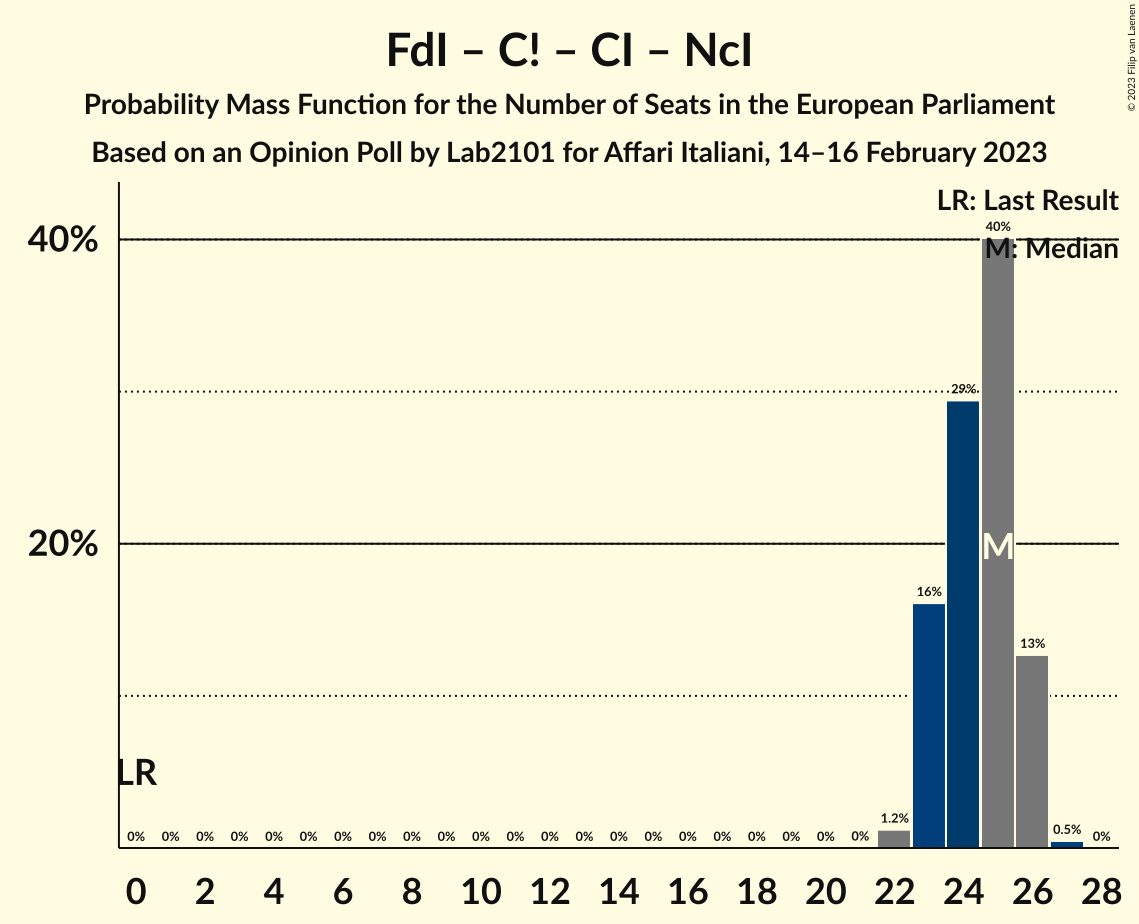 FdI – C! – CI – NcI
Probability Mass Function for the Number of Seats in the European Parliament
Based on an Opinion Poll by Lab2101 for Affari Italiani, 14–16 February 2023
© 2023 Filip van Laenen
LR: Last Result
M: Median
40%
20%
40%
29%
M
16%
13%
LR
0% 0% 0% 0% 0% 0% 0% 0% 0% 0% 0% 0% 0% 0% 0% 0% 0% 0% 0% 0% 0% 0% 1.2% 0.5% 0%
0 2 4 6 8 10 12 14 16 18 20 22 24 26 28